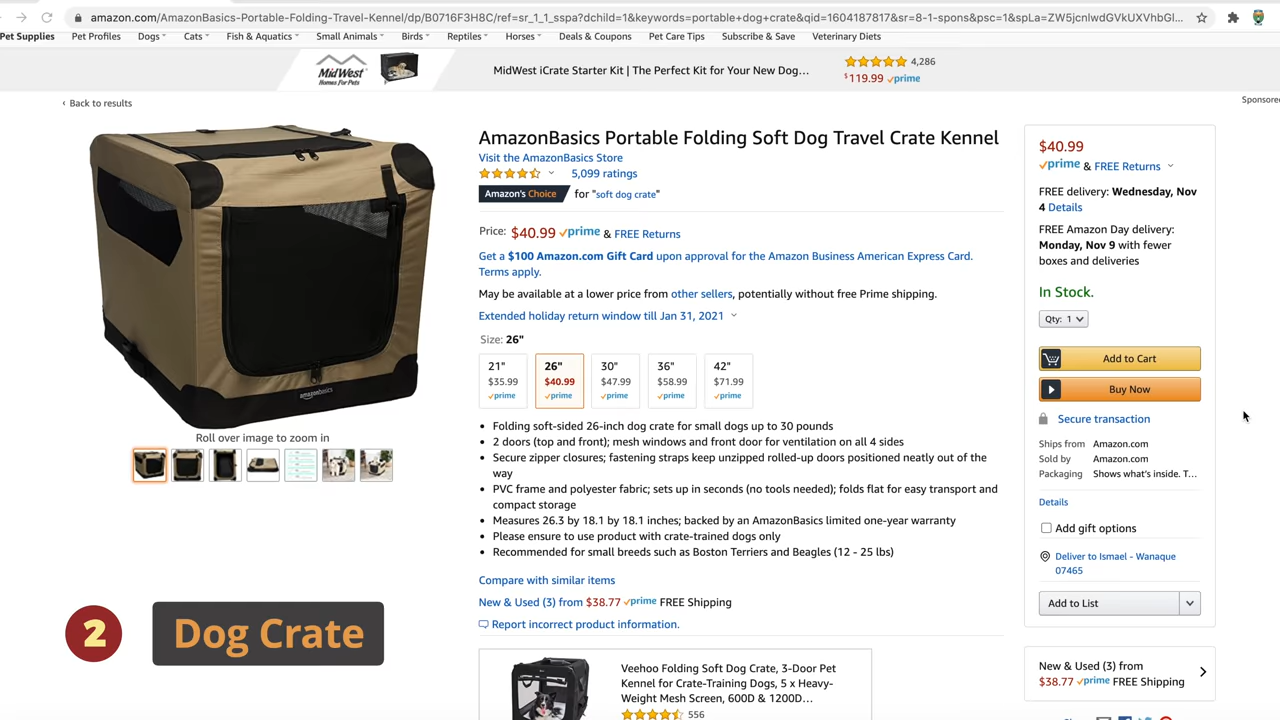 amazon.com/AmazonBasics-Portable-Folding-Travel-Kennel/dp/B0716F3H8C/ref=sr_1_1_sspa?dchild=1&keywords=portable+dog+crate&qid=1604187817&sr=8-1-spons&psc=1&spLa=ZW5jcnlwdGVkUXVhbGl...
Pet Supplies Pet Profiles Dogs Cats Fish & Aquatics Small Animals Birds Reptiles Horses Deals & Coupons Pet Care Tips Subscribe & Save Veterinary Diets
MidWest
Homes For Pets
MidWest iCrate Starter Kit | The Perfect Kit for Your New Dog...
4,286
$119.99 prime
‹ Back to results
Sponsored
AmazonBasics Portable Folding Soft Dog Travel Crate Kennel
Visit the AmazonBasics Store
5,099 ratings
Amazon's Choice for "soft dog crate"
Price: $40.99 prime & FREE Returns
Get a $100 Amazon.com Gift Card upon approval for the Amazon Business American Express Card.
Terms apply.
May be available at a lower price from other sellers, potentially without free Prime shipping.
Extended holiday return window till Jan 31, 2021
Size: 26"
21" 26" 30" 36" 42"
$35.99 $40.99 $47.99 $58.99 $71.99
prime prime prime prime prime
• Folding soft-sided 26-inch dog crate for small dogs up to 30 pounds
• 2 doors (top and front); mesh windows and front door for ventilation on all 4 sides
• Secure zipper closures; fastening straps keep unzipped rolled-up doors positioned neatly out of the
way
• PVC frame and polyester fabric; sets up in seconds (no tools needed); folds flat for easy transport and
compact storage
• Measures 26.3 by 18.1 by 18.1 inches; backed by an AmazonBasics limited one-year warranty
• Please ensure to use product with crate-trained dogs only
• Recommended for small breeds such as Boston Terriers and Beagles (12 - 25 lbs)
Compare with similar items
New & Used (3) from $38.77 prime FREE Shipping
Report incorrect product information.
Veehoo Folding Soft Dog Crate, 3-Door Pet
Kennel for Crate-Training Dogs, 5 x Heavy-
Weight Mesh Screen, 600D & 1200D...
556
amazonbasics
Roll over image to zoom in
2 Dog Crate
$40.99
prime & FREE Returns
FREE delivery: Wednesday, Nov
4 Details
FREE Amazon Day delivery:
Monday, Nov 9 with fewer
boxes and deliveries
In Stock.
Qty: 1
Add to Cart
Buy Now
Secure transaction
Ships from Amazon.com
Sold by Amazon.com
Packaging Shows what's inside. T...
Details
Add gift options
Deliver to Ismael - Wanaque
07465
Add to List
New & Used (3) from
$38.77 prime FREE Shipping